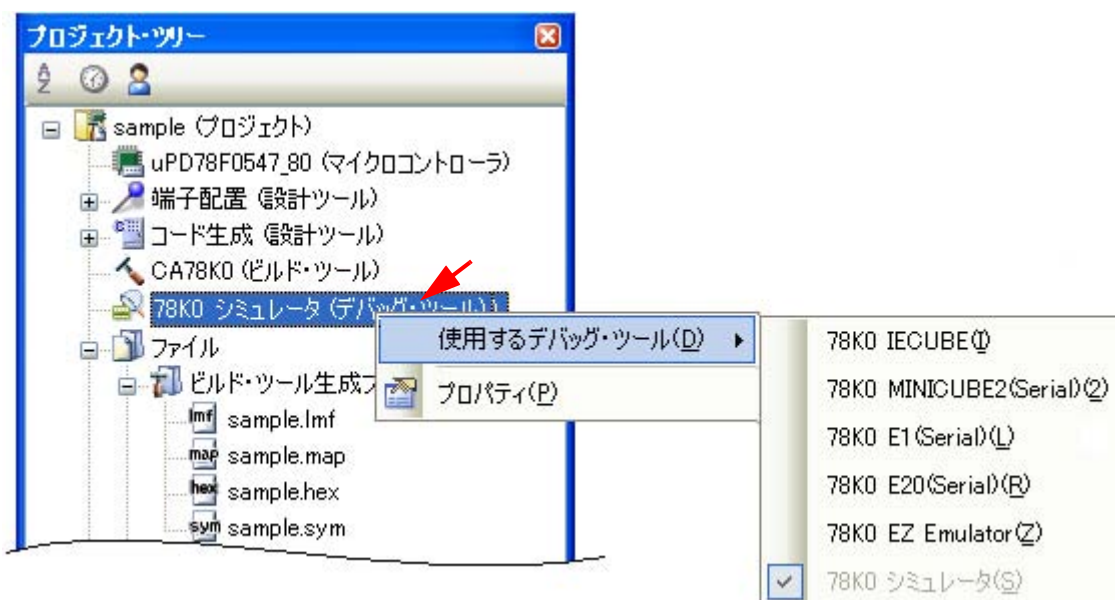 プロジェクト・ツリー
sample (プロジェクト)
uPD78F0547_80 (マイクロコントローラ)
端子配置 (設計ツール)
コード生成 (設計ツール)
CA78K0 (ビルド・ツール)
78K0 シミュレータ (デバッグ・ツール)
ファイル
ビルド・ツール生成フ
lmf sample.lmf
map sample.map
hex sample.hex
sym sample.sym
使用するデバッグ・ツール(D)
プロパティ(P)
78K0 IECUBE(I)
78K0 MINICUBE2(Serial)(2)
78K0 E1(Serial)(L)
78K0 E20(Serial)(R)
78K0 EZ Emulator(Z)
78K0 シミュレータ(S)